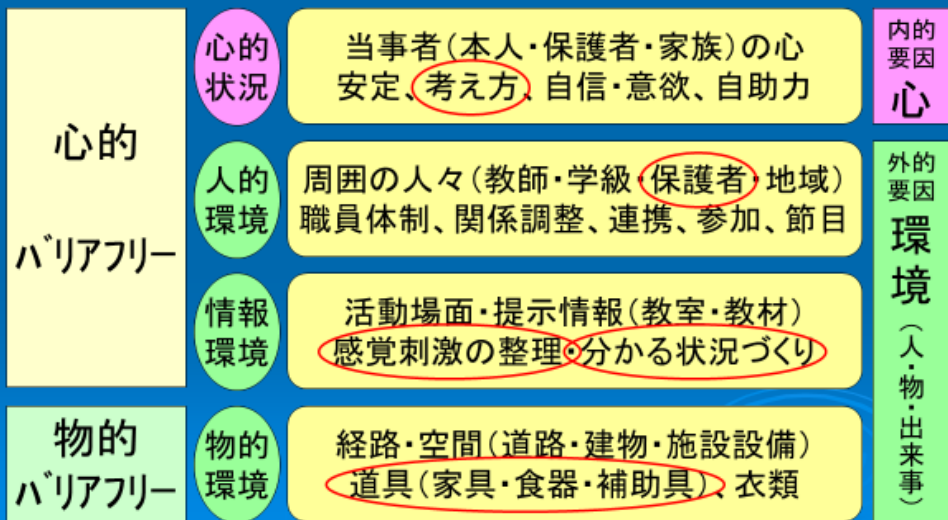 心的
バリアフリー
心的
状況
当事者(本人・保護者・家族)の心
安定、考え方、自信・意欲、自助力
内的
要因
心
人的
環境
周囲の人々(教師・学級・保護者・地域)
職員体制、関係調整、連携、参加、節目
外的
要因
環
境
(人・物・出来事)
情報
環境
活動場面・提示情報(教室・教材)
感覚刺激の整理・分かる状況づくり
物的
バリアフリー
物的
環境
経路・空間(道路・建物・施設設備)
道具(家具・食器・補助具)、衣類